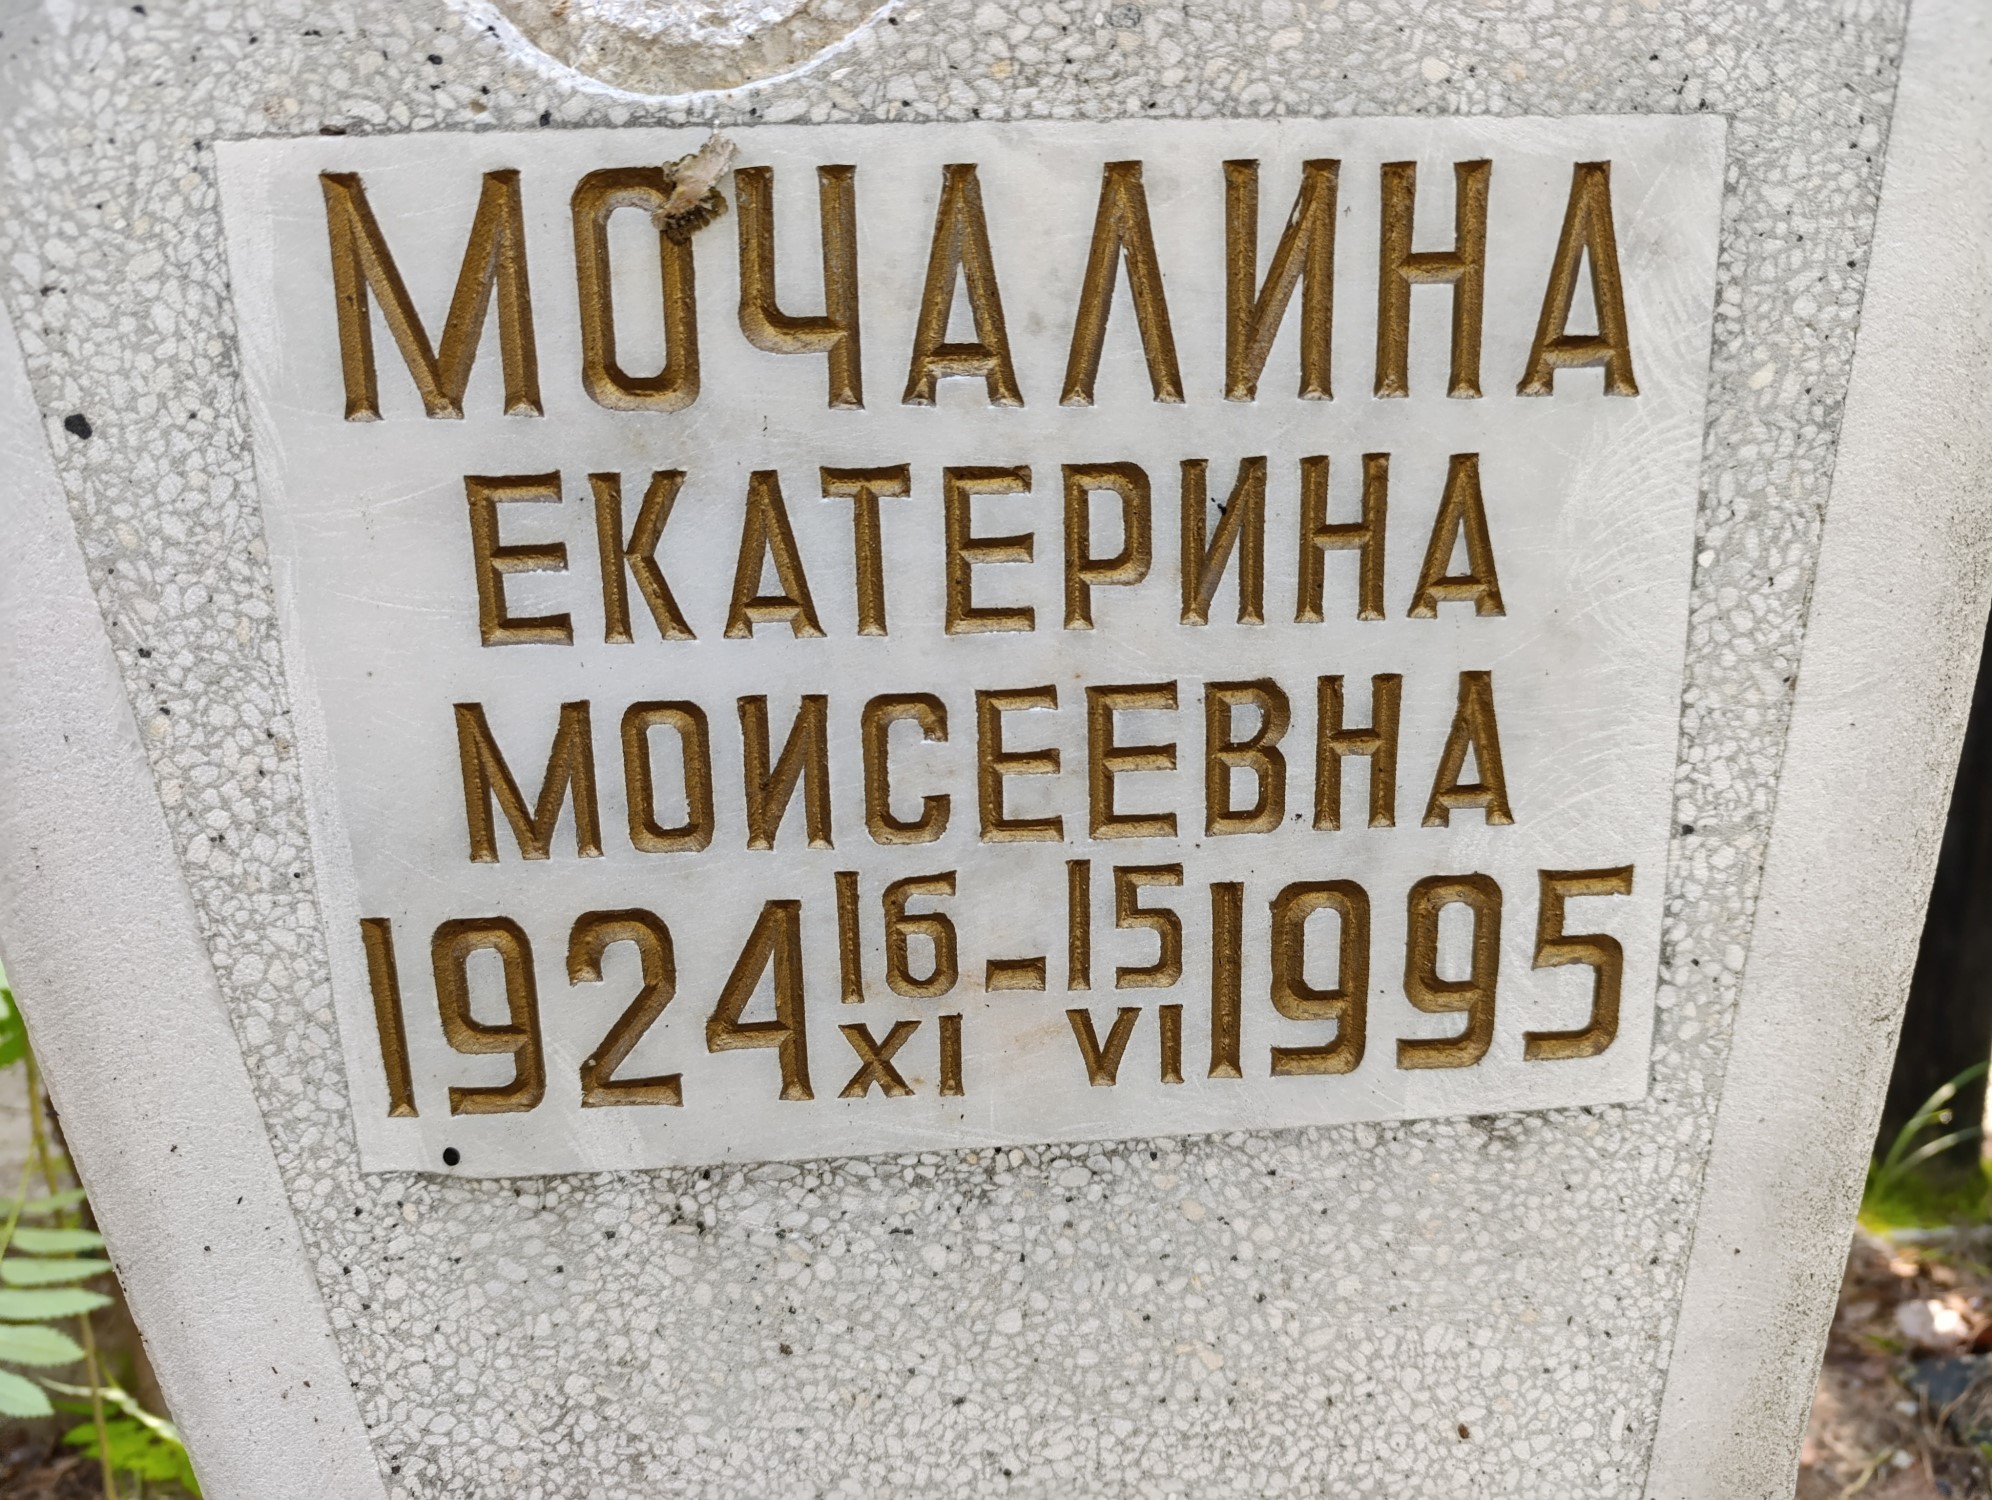 МОЧАЛИНА
ЕКАТЕРИНА
МОИСЕЕВНА
1924 16/XI - 15/VI 1995